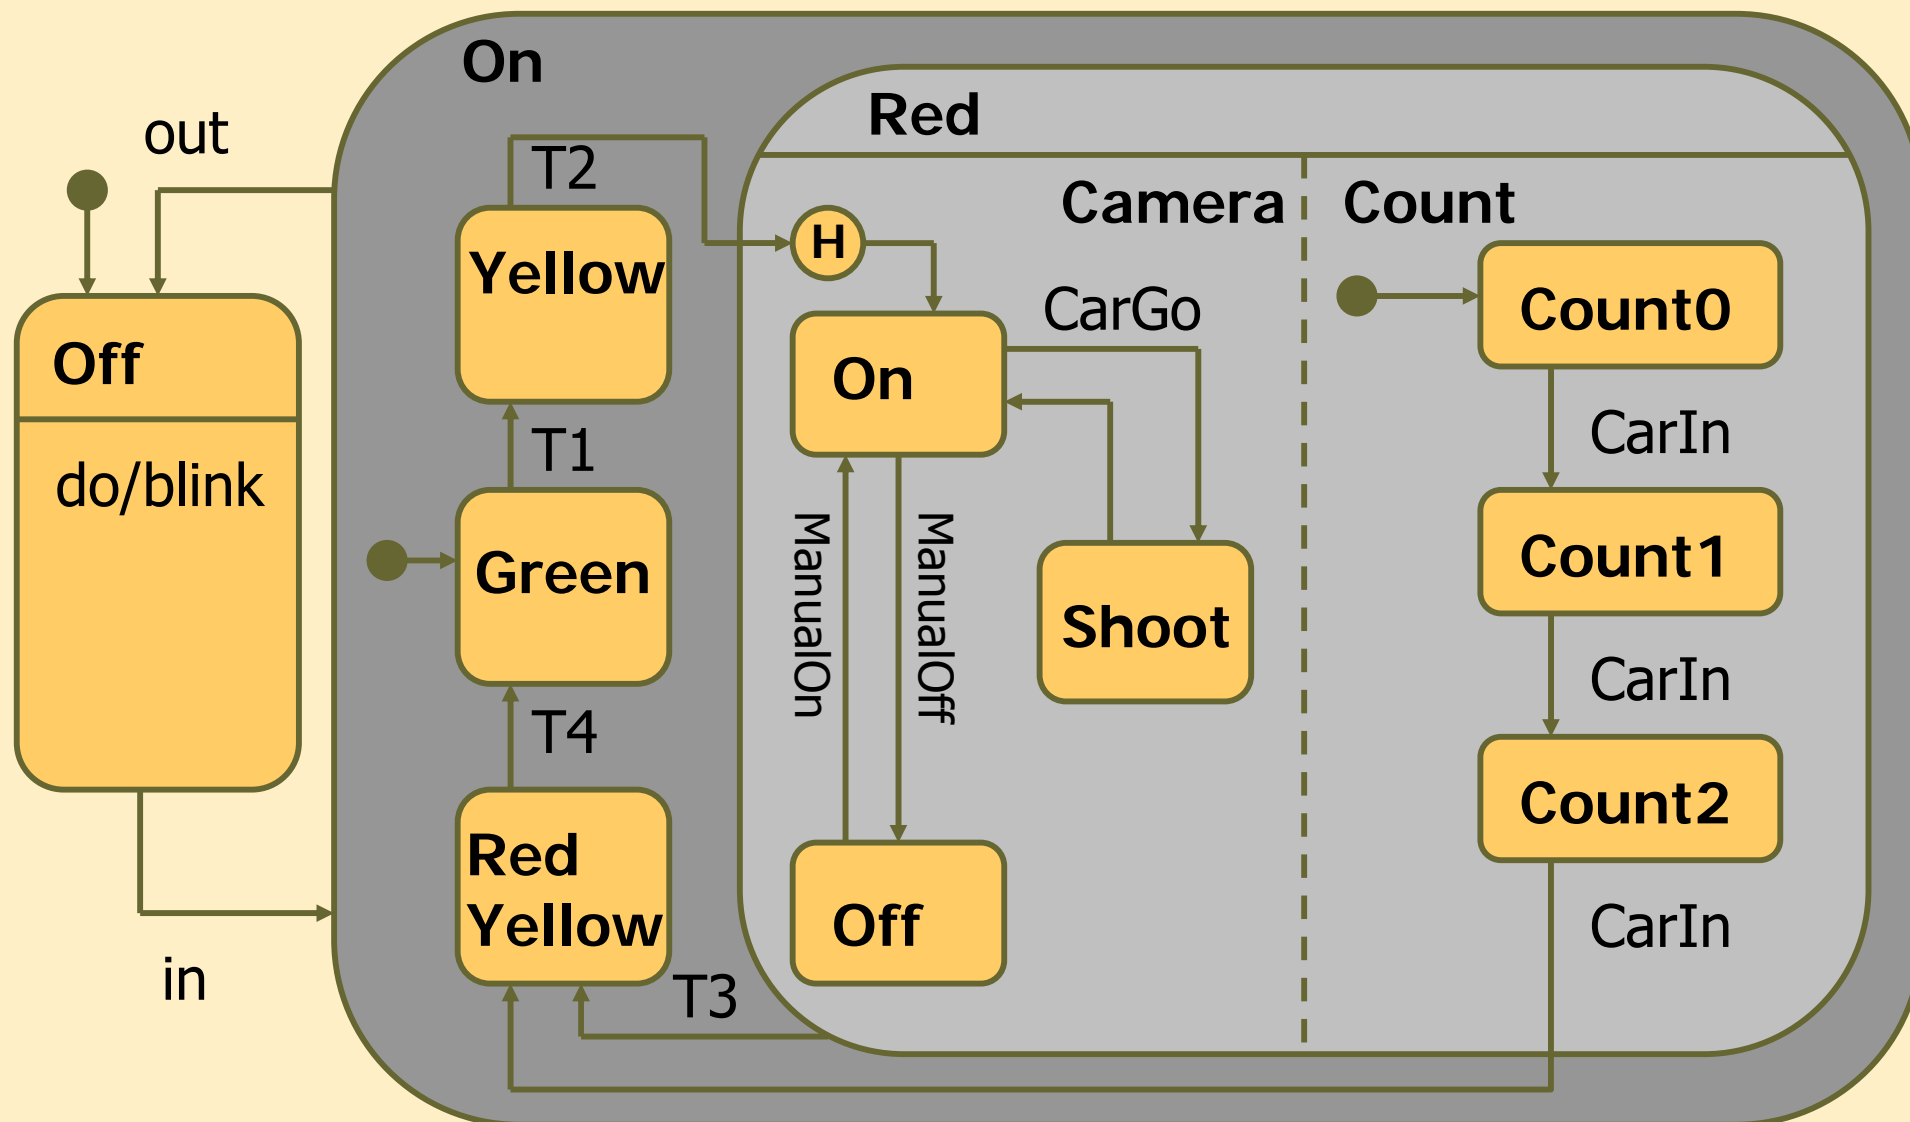 On
Red
out
T2
Camera
Count
H
Yellow
CarGo
Count0
Off
On
CarIn
T1
do/blink
Count1
Green
ManualOn
ManualOff
Shoot
CarIn
T4
Count2
Red
Yellow
Off
CarIn
in
T3